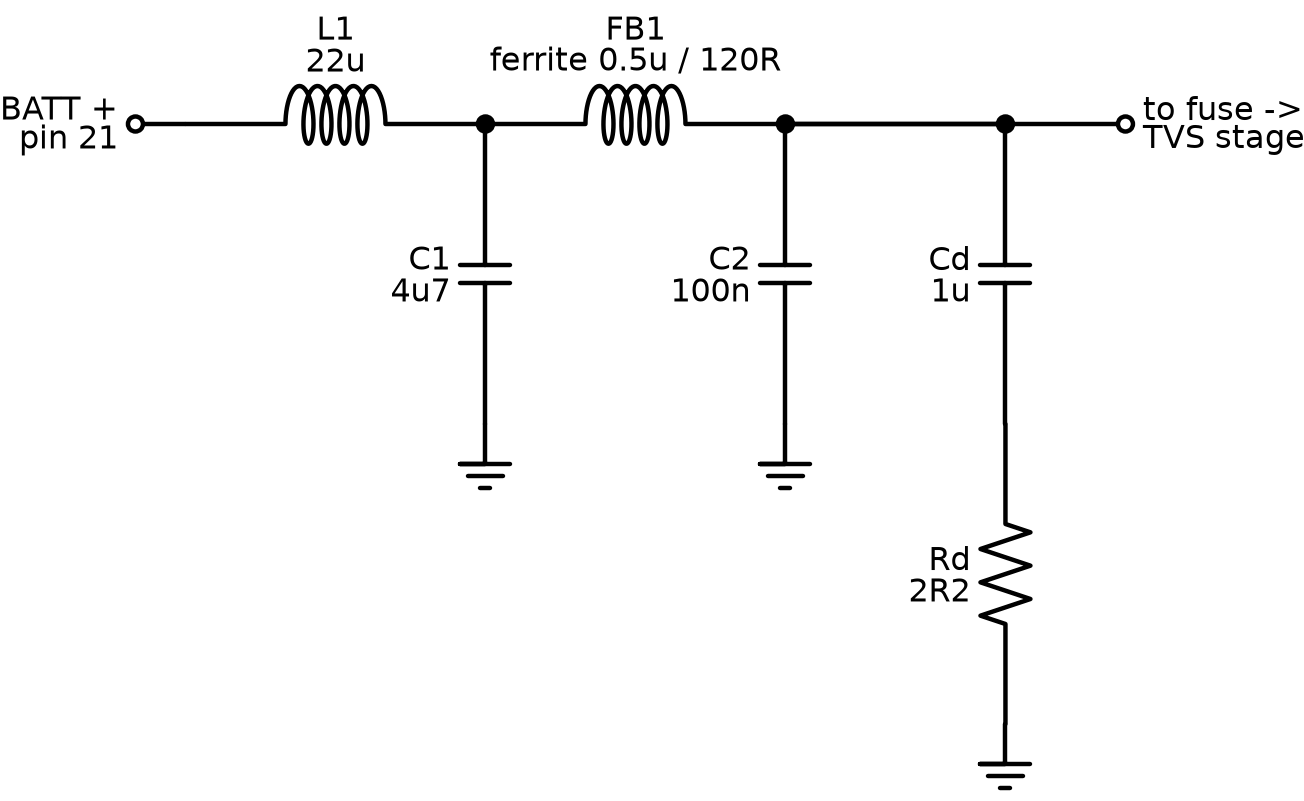 L1
22u
FB1
ferrite 0.5u / 120R
BATT +
pin 21
to fuse ->
TVS stage
C1
4u7
C2
100n
Cd
1u
Rd
2R2